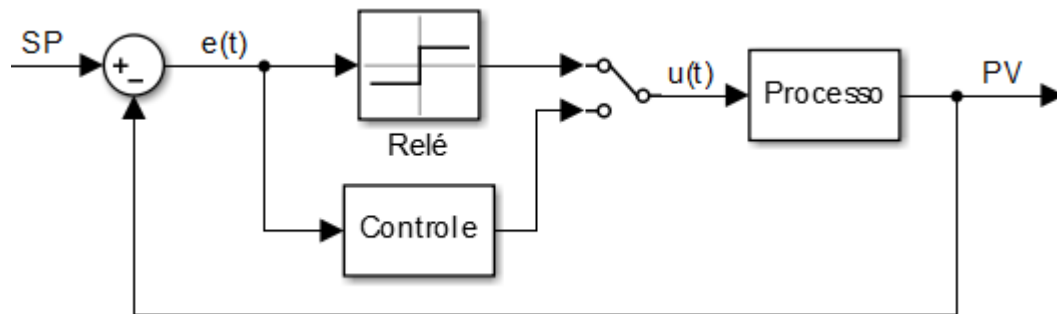 SP
+
-
e(t)
Relé
Controle
u(t)
Processo
PV